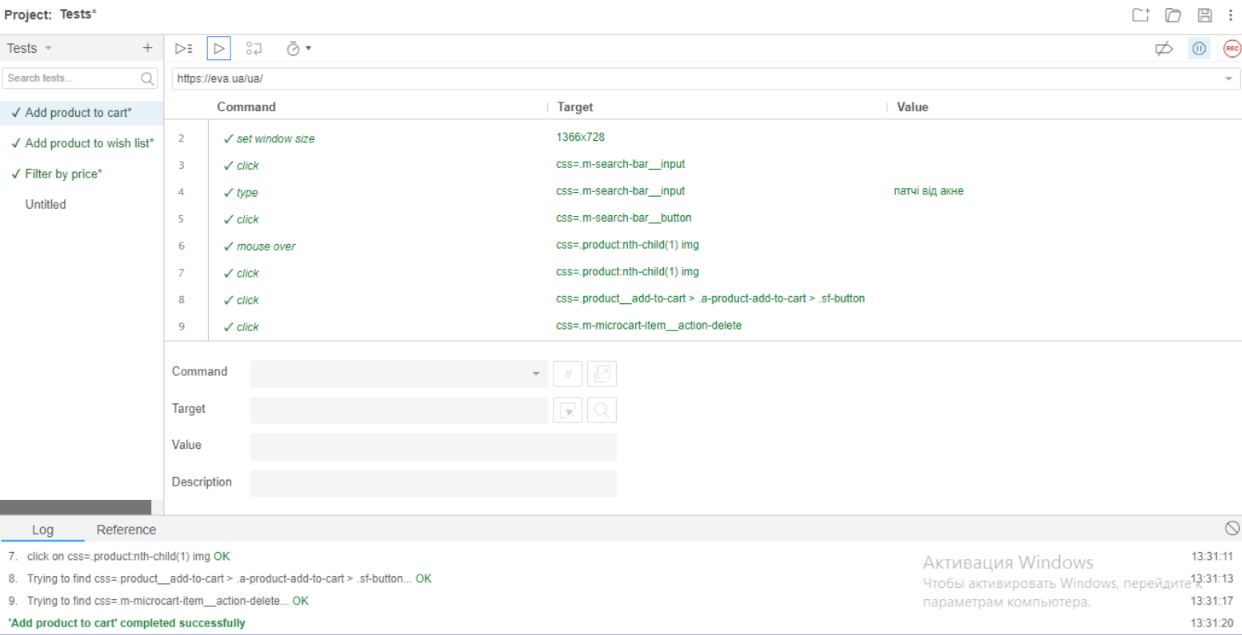 Project: Tests*
Tests
Search tests...
✓ Add product to cart*
✓ Add product to wish list*
✓ Filter by price*
Untitled
REC
https://eva.ua/ua/
Command Target Value
2 ✓ set window size 1366x728
3 ✓ click css=.m-search-bar__input
4 ✓ type css=.m-search-bar__input патчі від акне
5 ✓ click css=.m-search-bar__button
6 ✓ mouse over css=.product:nth-child(1) img
7 ✓ click css=.product:nth-child(1) img
8 ✓ click css=.product__add-to-cart > .a-product-add-to-cart > .sf-button
9 ✓ click css=.m-microcart-item__action-delete
Command //
Target
Value
Description
Log Reference
7. click on css=.product:nth-child(1) img OK 13:31:11
8. Trying to find css=.product__add-to-cart > .a-product-add-to-cart > .sf-button... OK 13:31:13
9. Trying to find css=.m-microcart-item__action-delete... OK 13:31:17
'Add product to cart' completed successfully 13:31:20
Активация Windows
Чтобы активировать Windows, перейдите к
параметрам компьютера.